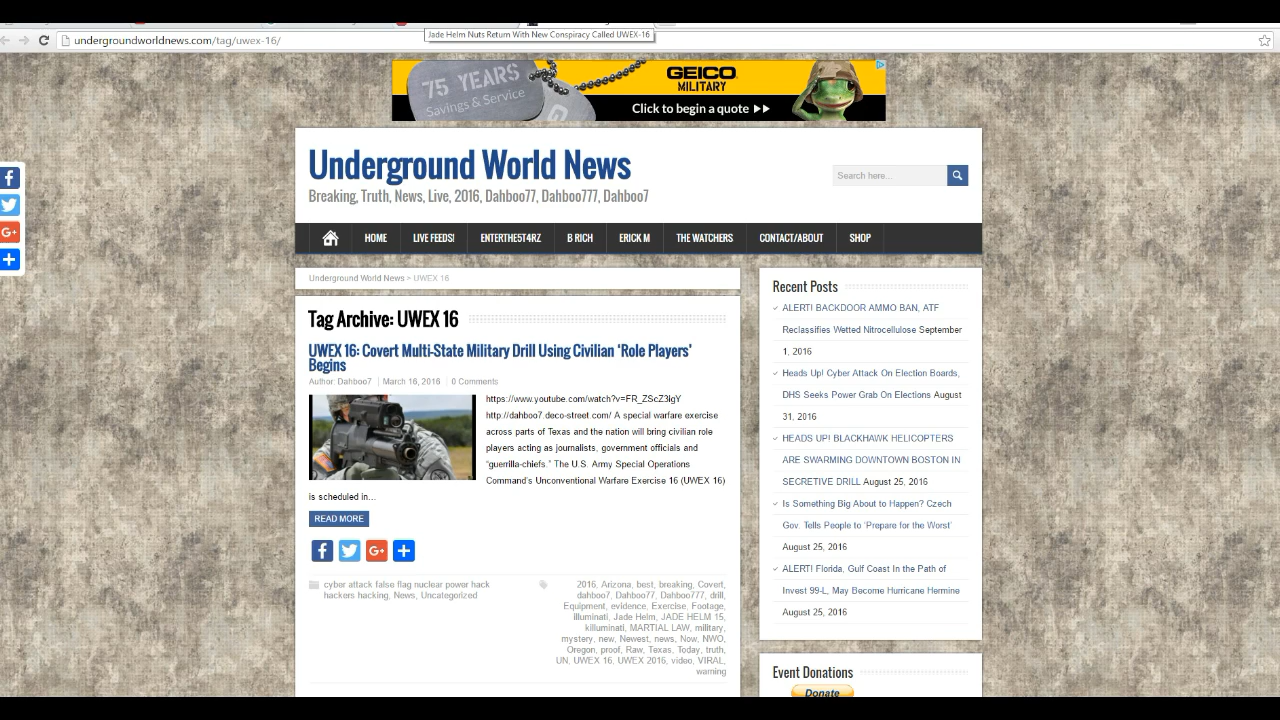 Jade Helm Nuts Return With New Conspiracy Called UWEX-16
undergroundworldnews.com/tag/uwex-16/
75 YEARS
Savings & Service
GEICO
MILITARY
Click to begin a quote
Underground World News
Breaking, Truth, News, Live, 2016, Dahboo77, Dahboo777, Dahboo7
Search here...
HOME
LIVE FEEDS!
ENTERTHE5T4RZ
B RICH
ERICK M
THE WATCHERS
CONTACT/ABOUT
SHOP
Underground World News > UWEX 16
Tag Archive: UWEX 16
UWEX 16: Covert Multi-State Military Drill Using Civilian ‘Role Players’
Begins
Author: Dahboo7 | March 16, 2016 | 0 Comments
https://www.youtube.com/watch?v=FR_ZScZ3IgY
http://dahboo7.deco-street.com/ A special warfare exercise
across parts of Texas and the nation will bring civilian role
players acting as journalists, government officials and
“guerrilla-chiefs.” The U.S. Army Special Operations
Command’s Unconventional Warfare Exercise 16 (UWEX 16)
is scheduled in...
READ MORE
cybor attack false flag nuclear power hack
hackers hacking, News, Uncategorized
2016, Arizona, best, breaking, Covert,
dahboo7, Dahboo77, Dahboo777, drill,
Equipment, evidence, Exercise, Footage,
illuminati, Jade Helm, JADE HELM 15,
killuminati, MARTIAL LAW, military,
mystery, new, Newest, news, Now, NWO,
Oregon, proof, Raw, Texas, Today, truth,
UN, UWEX 16, UWEX 2016, video, VIRAL,
warning
Recent Posts
ALERT! BACKDOOR AMMO BAN, ATF
Reclassifies Wetted Nitrocellulose September
1, 2016
Heads Up! Cyber Attack On Election Boards,
DHS Seeks Power Grab On Elections August
31, 2016
HEADS UP! BLACKHAWK HELICOPTERS
ARE SWARMING DOWNTOWN BOSTON IN
SECRETIVE DRILL August 25, 2016
Is Something Big About to Happen? Czech
Gov. Tells People to ‘Prepare for the Worst’
August 25, 2016
ALERT! Florida, Gulf Coast In the Path of
Invest 99-L, May Become Hurricane Hermine
August 25, 2016
Event Donations
Donate